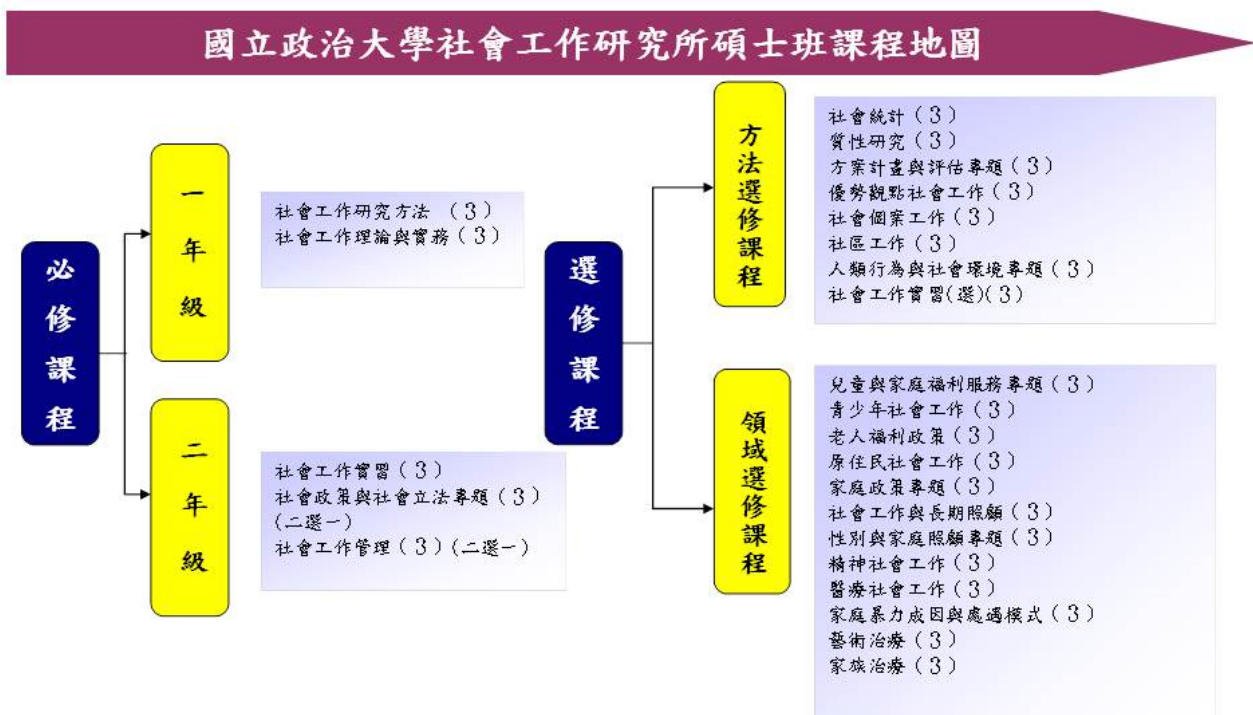 國立政治大學社會工作研究所碩士班課程地圖
必修課程
一年級
社會工作研究方法 (3)
社會工作理論與實務(3)
二年級
社會工作實習(3)
社會政策與社會立法專題(3)
(二選一)
社會工作管理(3)(二選一)
選修課程
方法選修課程
社會統計(3)
質性研究(3)
方案計畫與評估專題(3)
優勢觀點社會工作(3)
社會個案工作(3)
社區工作(3)
人類行為與社會環境專題(3)
社會工作實習(選)(3)
領域選修課程
兒童與家庭福利服務專題(3)
青少年社會工作(3)
老人福利政策(3)
原住民社會工作(3)
家庭政策專題(3)
社會工作與長期照顧(3)
性別與家庭照顧專題(3)
精神社會工作(3)
醫療社會工作(3)
家庭暴力成因與處遇模式(3)
藝術治療(3)
家族治療(3)